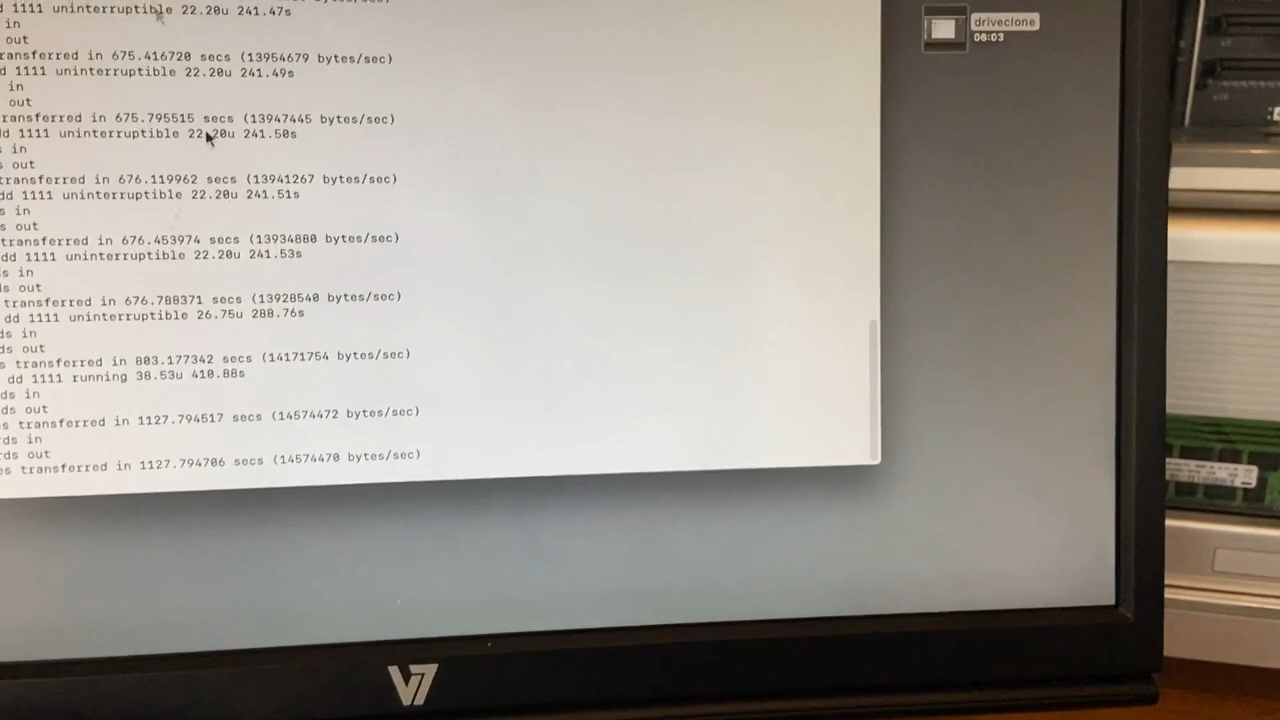 d 1111 uninterruptible 22.20u 241.47s
in
out
ransferred in 675.416720 secs (13954679 bytes/sec)
d 1111 uninterruptible 22.20u 241.49s
in
out
ransferred in 675.795515 secs (13947445 bytes/sec)
dd 1111 uninterruptible 22.20u 241.50s
s in
s out
transferred in 676.119962 secs (13941267 bytes/sec)
dd 1111 uninterruptible 22.20u 241.51s
s in
s out
transferred in 676.453974 secs (13934880 bytes/sec)
dd 1111 uninterruptible 22.20u 241.53s
s in
ds out
transferred in 676.788371 secs (13928540 bytes/sec)
dd 1111 uninterruptible 26.75u 288.76s
ds in
ds out
s transferred in 803.177342 secs (14171754 bytes/sec)
dd 1111 running 38.53u 410.88s
ds in
ds out
s transferred in 1127.794517 secs (14574472 bytes/sec)
rds in
rds out
es transferred in 1127.794706 secs (14574470 bytes/sec)
driveclone
06:03
V7